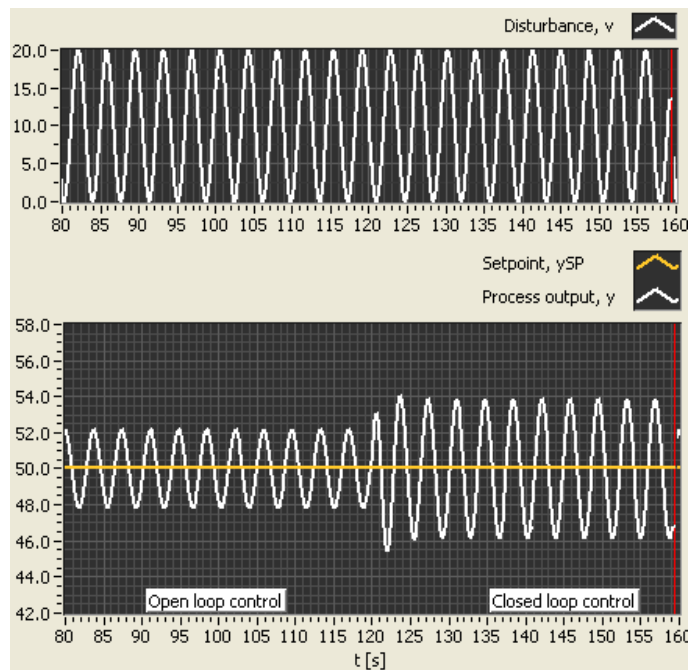 Disturbance, v
20.0
15.0
10.0
5.0
0.0
80 85 90 95 100 105 110 115 120 125 130 135 140 145 150 155 160
Setpoint, ySP
Process output, y
58.0
56.0
54.0
52.0
50.0
48.0
46.0
44.0
42.0
Open loop control Closed loop control
80 85 90 95 100 105 110 115 120 125 130 135 140 145 150 155 160
t [s]